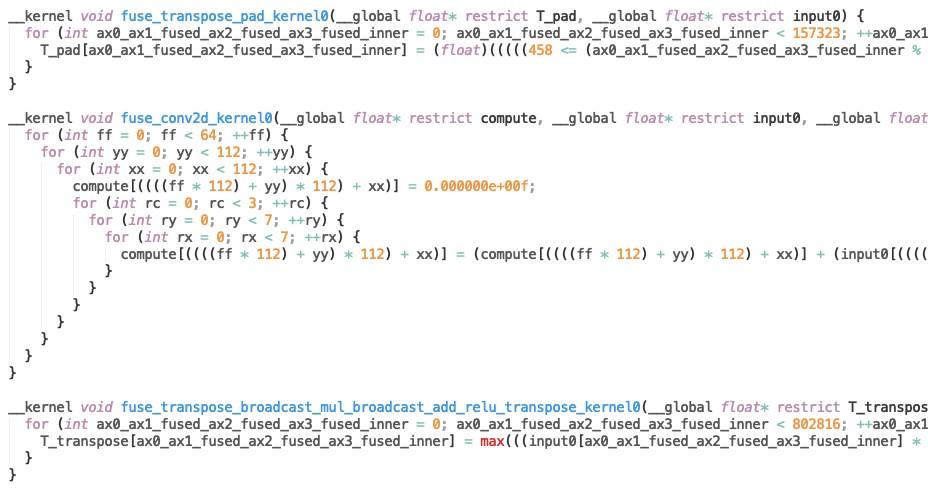 __kernel void fuse_transpose_pad_kernel0(__global float* restrict T_pad, __global float* restrict input0) {
  for (int ax0_ax1_fused_ax2_fused_ax3_fused_inner = 0; ax0_ax1_fused_ax2_fused_ax3_fused_inner < 157323; ++ax0_ax1
    T_pad[ax0_ax1_fused_ax2_fused_ax3_fused_inner] = (float)(((((458 <= (ax0_ax1_fused_ax2_fused_ax3_fused_inner %
  }
}

__kernel void fuse_conv2d_kernel0(__global float* restrict compute, __global float* restrict input0, __global float
  for (int ff = 0; ff < 64; ++ff) {
    for (int yy = 0; yy < 112; ++yy) {
      for (int xx = 0; xx < 112; ++xx) {
        compute[((((ff * 112) + yy) * 112) + xx)] = 0.000000e+00f;
        for (int rc = 0; rc < 3; ++rc) {
          for (int ry = 0; ry < 7; ++ry) {
            for (int rx = 0; rx < 7; ++rx) {
              compute[((((ff * 112) + yy) * 112) + xx)] = (compute[((((ff * 112) + yy) * 112) + xx)] + (input0[((((
            }
          }
        }
      }
    }
  }
}

__kernel void fuse_transpose_broadcast_mul_broadcast_add_relu_transpose_kernel0(__global float* restrict T_transpos
  for (int ax0_ax1_fused_ax2_fused_ax3_fused_inner = 0; ax0_ax1_fused_ax2_fused_ax3_fused_inner < 802816; ++ax0_ax1
    T_transpose[ax0_ax1_fused_ax2_fused_ax3_fused_inner] = max(((input0[ax0_ax1_fused_ax2_fused_ax3_fused_inner] *
  }
}